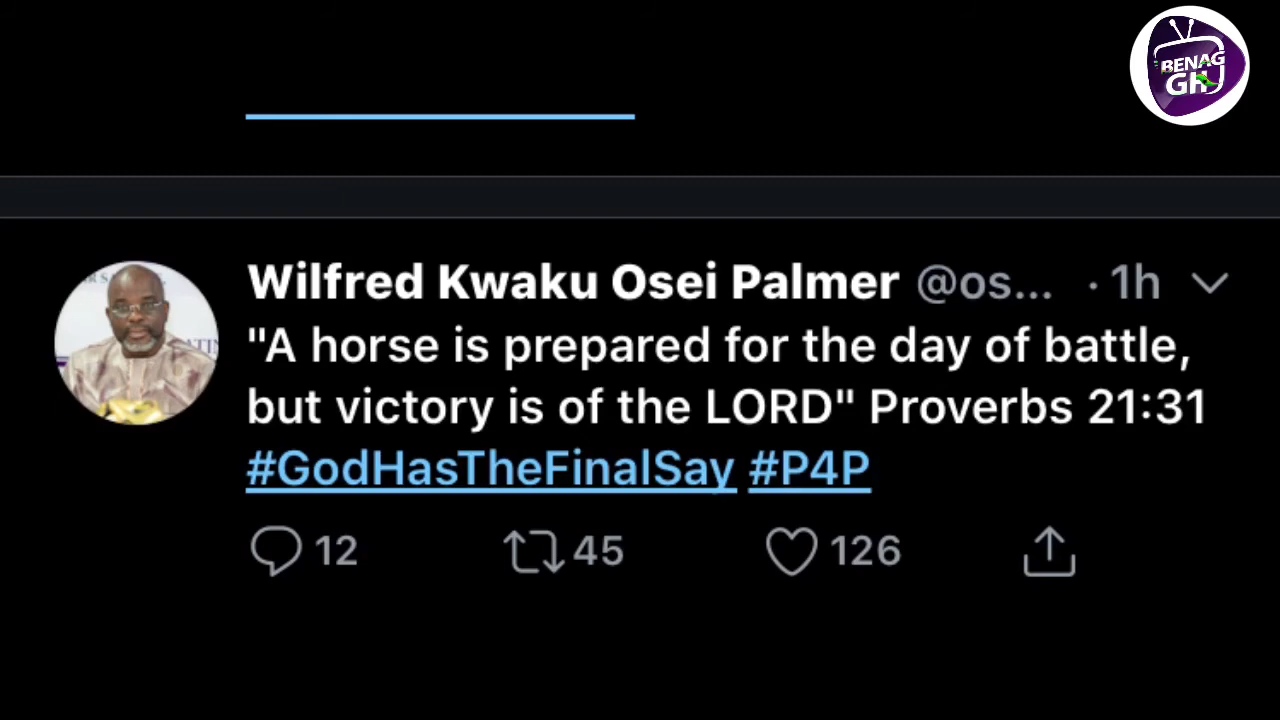 BENAG
GH
Wilfred Kwaku Osei Palmer @os... · 1h
"A horse is prepared for the day of battle,
but victory is of the LORD" Proverbs 21:31
#GodHasTheFinalSay #P4P
12 45 126